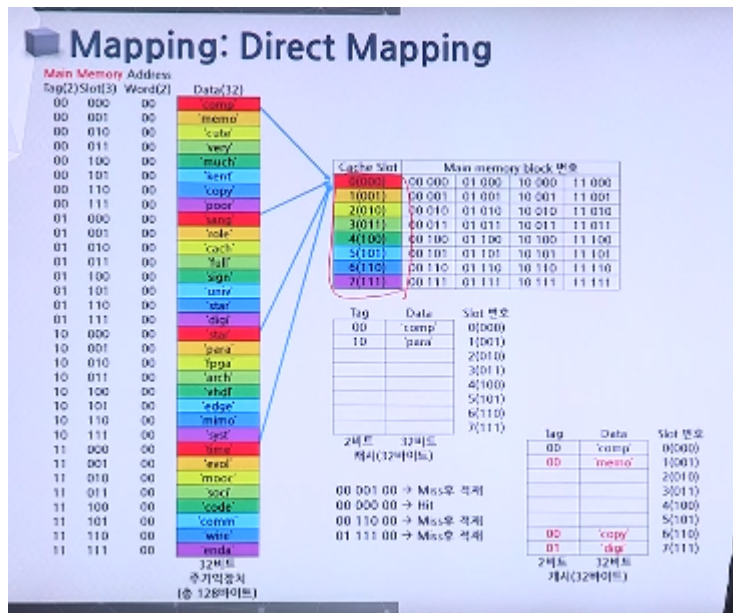 Mapping: Direct Mapping
Main Memory Address
Tag(2) Slot(3) Word(2) Data(32)
00 000 00 'comp'
00 001 00 'memo'
00 010 00 'cute'
00 011 00 'very'
00 100 00 'much'
00 101 00 'kent'
00 110 00 'copy'
00 111 00 'poor'
01 000 00 'sang'
01 001 00 'role'
01 010 00 'cach'
01 011 00 'full'
01 100 00 'sign'
01 101 00 'univ'
01 110 00 'star'
01 111 00 'digi'
10 000 00 'star'
10 001 00 'para'
10 010 00 'fpga'
10 011 00 'arch'
10 100 00 'vhdl'
10 101 00 'edge'
10 110 00 'mimo'
10 111 00 'syst'
11 000 00 'time'
11 001 00 'evol'
11 010 00 'moor'
11 011 00 'soci'
11 100 00 'code'
11 101 00 'comm'
11 110 00 'wire'
11 111 00 'enda'
32비트
주기억장치
(총 128바이트)
Cache Slot Main memory block 번호
0(000) 00 000 01 000 10 000 11 000
1(001) 00 001 01 001 10 001 11 001
2(010) 00 010 01 010 10 010 11 010
3(011) 00 011 01 011 10 011 11 011
4(100) 00 100 01 100 10 100 11 100
5(101) 00 101 01 101 10 101 11 101
6(110) 00 110 01 110 10 110 11 110
7(111) 00 111 01 111 10 111 11 111
Tag Data Slot 번호
00 'comp' 0(000)
10 'para' 1(001)
2(010)
3(011)
4(100)
5(101)
6(110)
7(111)
2비트 32비트
캐시(32바이트)
00 001 00 → Miss후 적재
00 000 00 → Hit
00 110 00 → Miss후 적재
01 111 00 → Miss후 적재
Tag Data Slot 번호
00 'comp' 0(000)
00 'memo' 1(001)
2(010)
3(011)
4(100)
5(101)
00 'copy' 6(110)
01 'digi' 7(111)
2비트 32비트
캐시(32바이트)